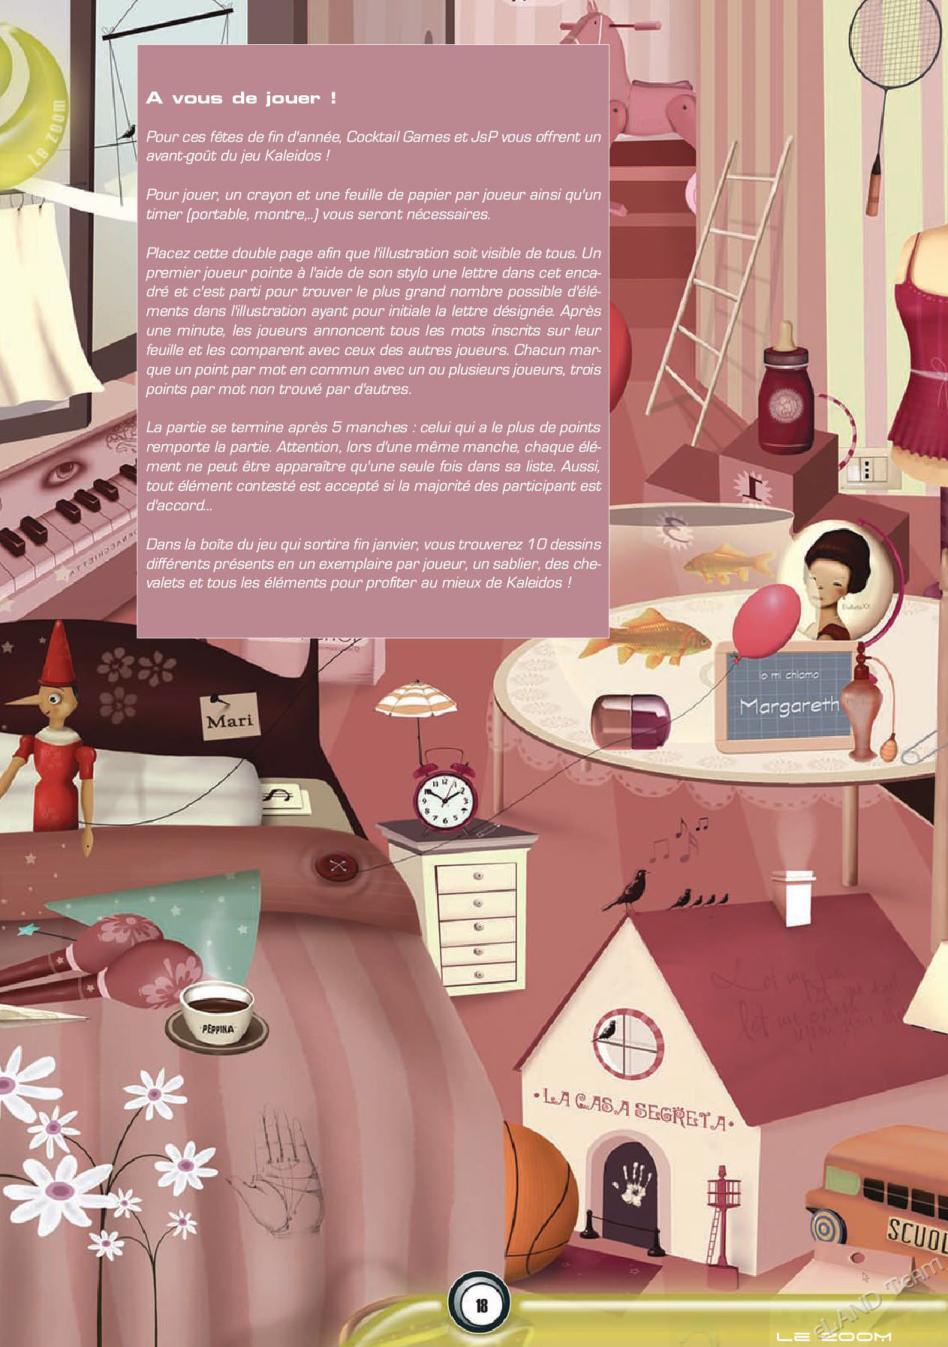 Le zoom
A vous de jouer !
Pour ces fêtes de fin d'année, Cocktail Games et JsP vous offrent un
avant-goût du jeu Kaleidos !
Pour jouer, un crayon et une feuille de papier par joueur ainsi qu'un
timer (portable, montre,..) vous seront nécessaires.
Placez cette double page afin que l'illustration soit visible de tous. Un
premier joueur pointe à l'aide de son stylo une lettre dans cet enca-
dré et c'est parti pour trouver le plus grand nombre possible d'élé-
ments dans l'illustration ayant pour initiale la lettre désignée. Après
une minute, les joueurs annoncent tous les mots inscrits sur leur
feuille et les comparent avec ceux des autres joueurs. Chacun mar-
que un point par mot en commun avec un ou plusieurs joueurs, trois
points par mot non trouvé par d'autres.
La partie se termine après 5 manches : celui qui a le plus de points
remporte la partie. Attention, lors d'une même manche, chaque élé-
ment ne peut être apparaître qu'une seule fois dans sa liste. Aussi,
tout élément contesté est accepté si la majorité des participant est
d'accord...
Dans la boîte du jeu qui sortira fin janvier, vous trouverez 10 dessins
différents présents en un exemplaire par joueur, un sablier, des che-
valets et tous les éléments pour profiter au mieux de Kaleidos !
Io mi chiamo
Margareth
Mari
PEPPINA
·LA CASA SEGRETA·
SCUOL
18
eLAND Team
LE ZOOM